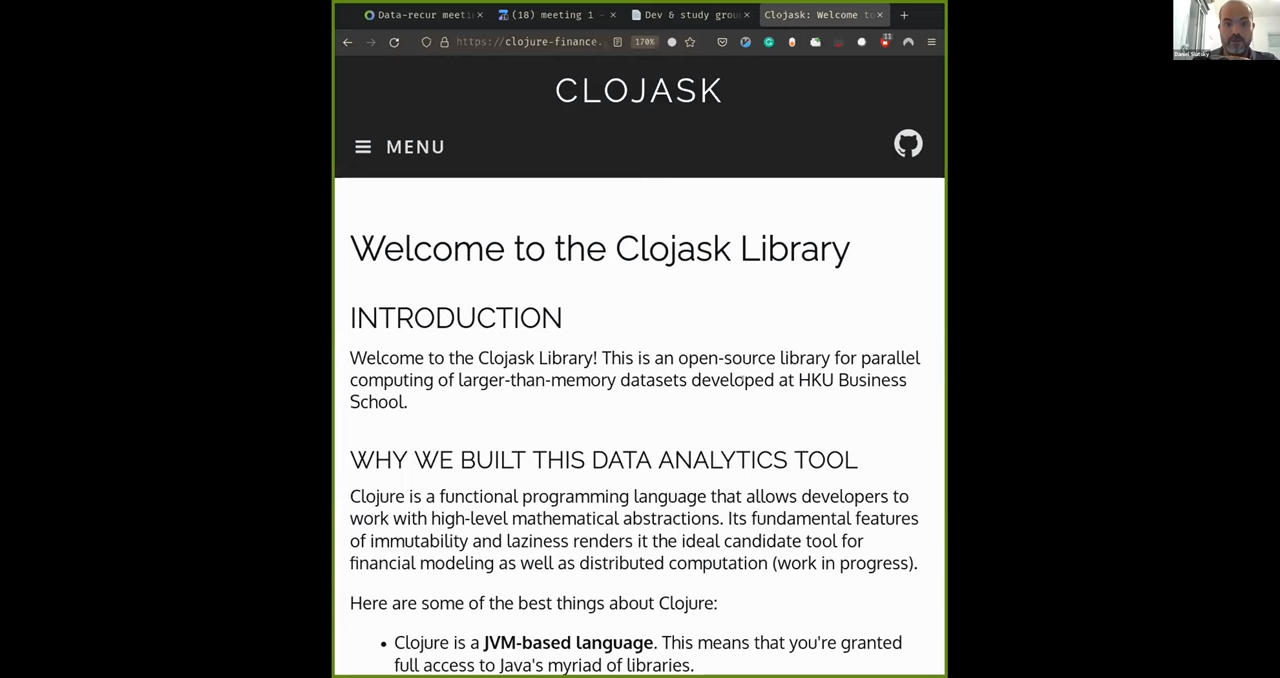 Data-recur meeti
(18) meeting 1 -
Dev & study grou
Clojask: Welcome to
https://clojure-finance.
170%
11
Daniel Slutsky
CLOJASK
MENU
Welcome to the Clojask Library
INTRODUCTION
Welcome to the Clojask Library! This is an open-source library for parallel
computing of larger-than-memory datasets developed at HKU Business
School.
WHY WE BUILT THIS DATA ANALYTICS TOOL
Clojure is a functional programming language that allows developers to
work with high-level mathematical abstractions. Its fundamental features
of immutability and laziness renders it the ideal candidate tool for
financial modeling as well as distributed computation (work in progress).
Here are some of the best things about Clojure:
• Clojure is a JVM-based language. This means that you're granted
full access to Java's myriad of libraries.